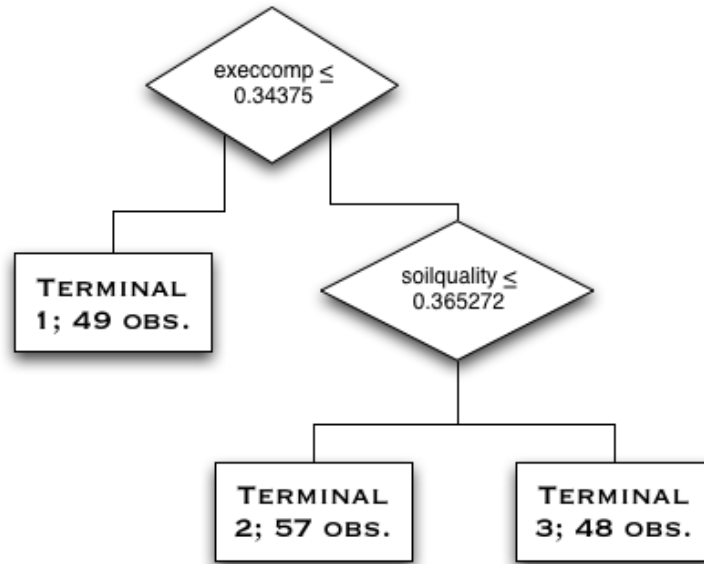 execcomp ≤
0.34375
TERMINAL
1; 49 OBS.
soilquality ≤
0.365272
TERMINAL
2; 57 OBS.
TERMINAL
3; 48 OBS.